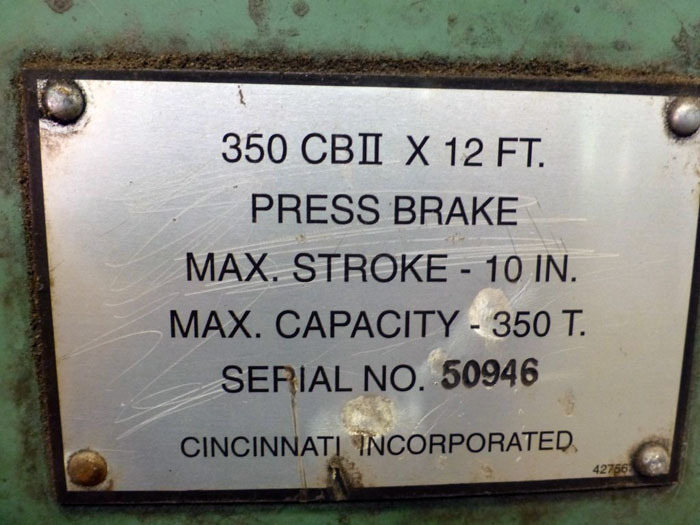 350 CBII X 12 FT.
PRESS BRAKE
MAX. STROKE - 10 IN.
MAX. CAPACITY - 350 T.
SERIAL NO. 50946
CINCINNATI INCORPORATED